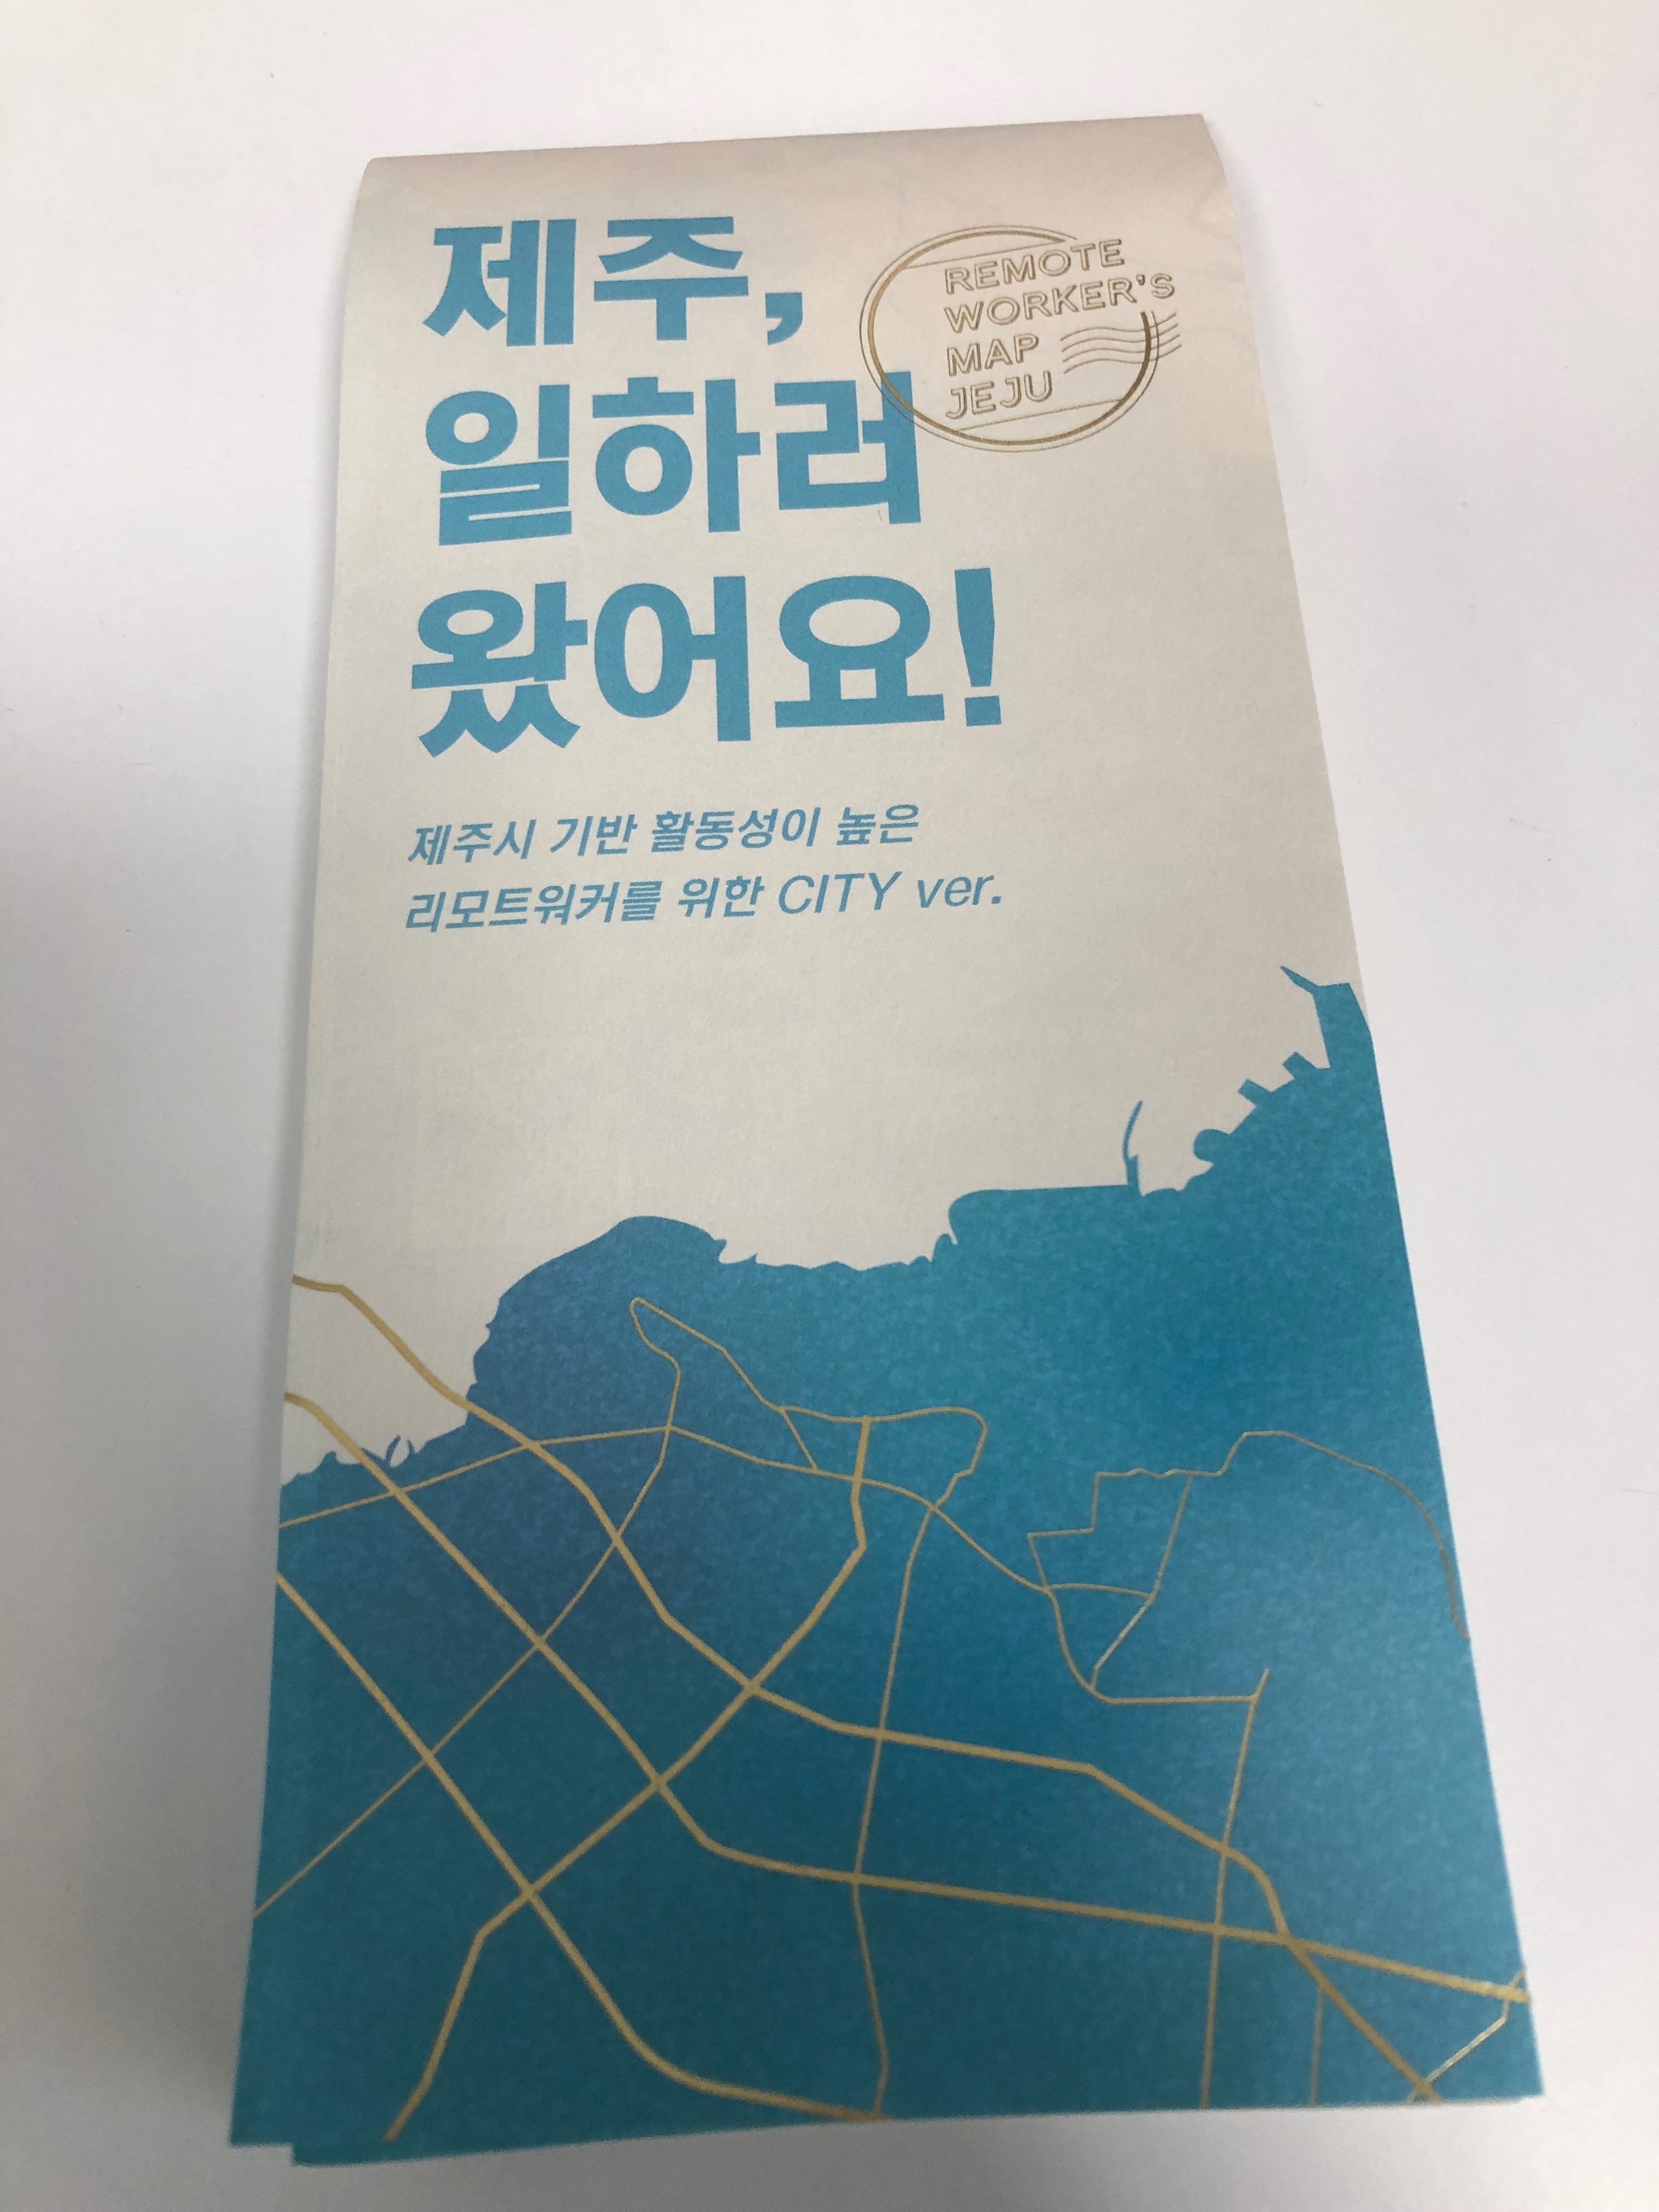 제주,
일하러
왔어요!
REMOTE
WORKER'S
MAP
JEJU
제주시 기반 활동성이 높은
리모트워커를 위한 CITY ver.